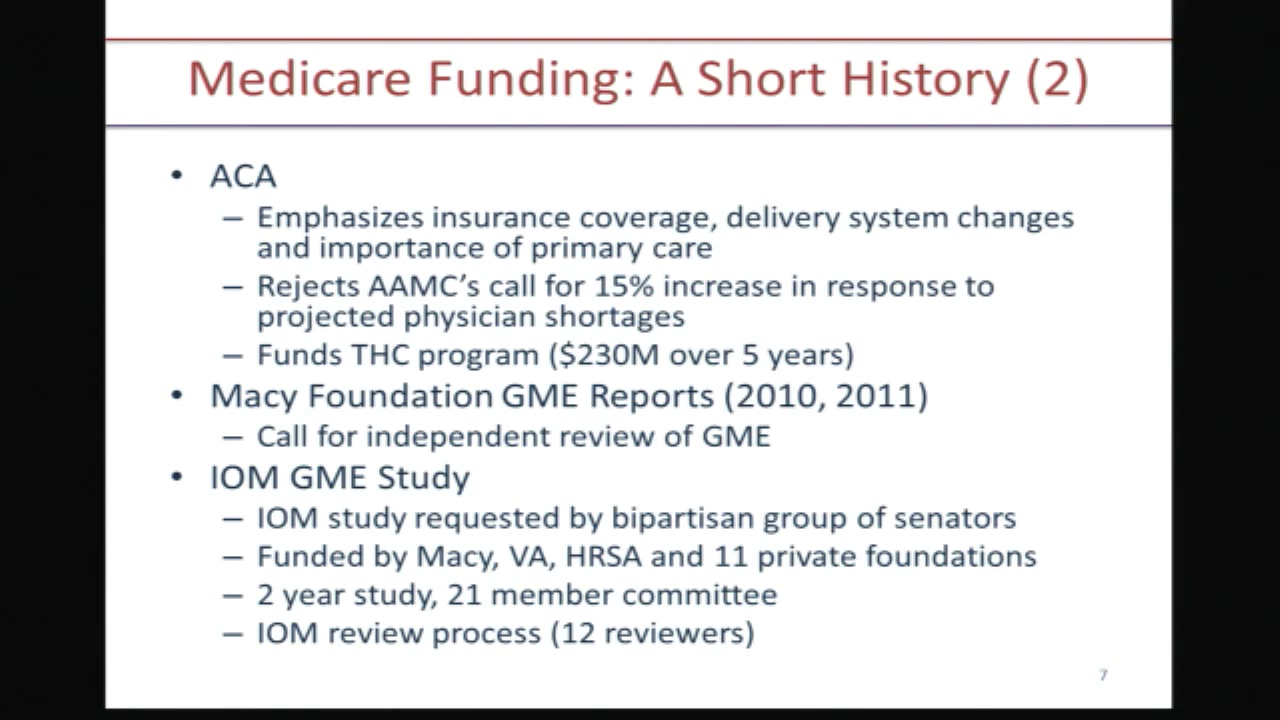 Medicare Funding: A Short History (2)
• ACA
– Emphasizes insurance coverage, delivery system changes
and importance of primary care
– Rejects AAMC's call for 15% increase in response to
projected physician shortages
– Funds THC program ($230M over 5 years)
• Macy Foundation GME Reports (2010, 2011)
– Call for independent review of GME
• IOM GME Study
– IOM study requested by bipartisan group of senators
– Funded by Macy, VA, HRSA and 11 private foundations
– 2 year study, 21 member committee
– IOM review process (12 reviewers)
7